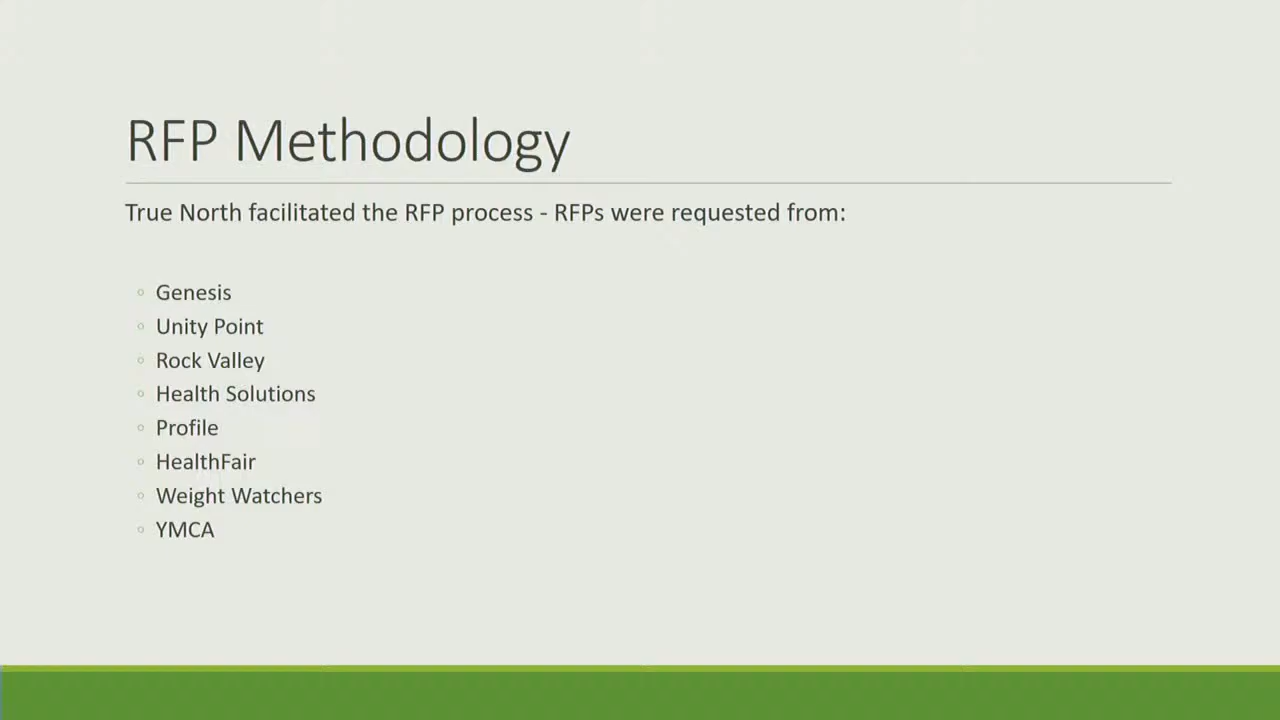 RFP Methodology
True North facilitated the RFP process - RFPs were requested from:
◦ Genesis
◦ Unity Point
◦ Rock Valley
◦ Health Solutions
◦ Profile
◦ HealthFair
◦ Weight Watchers
◦ YMCA